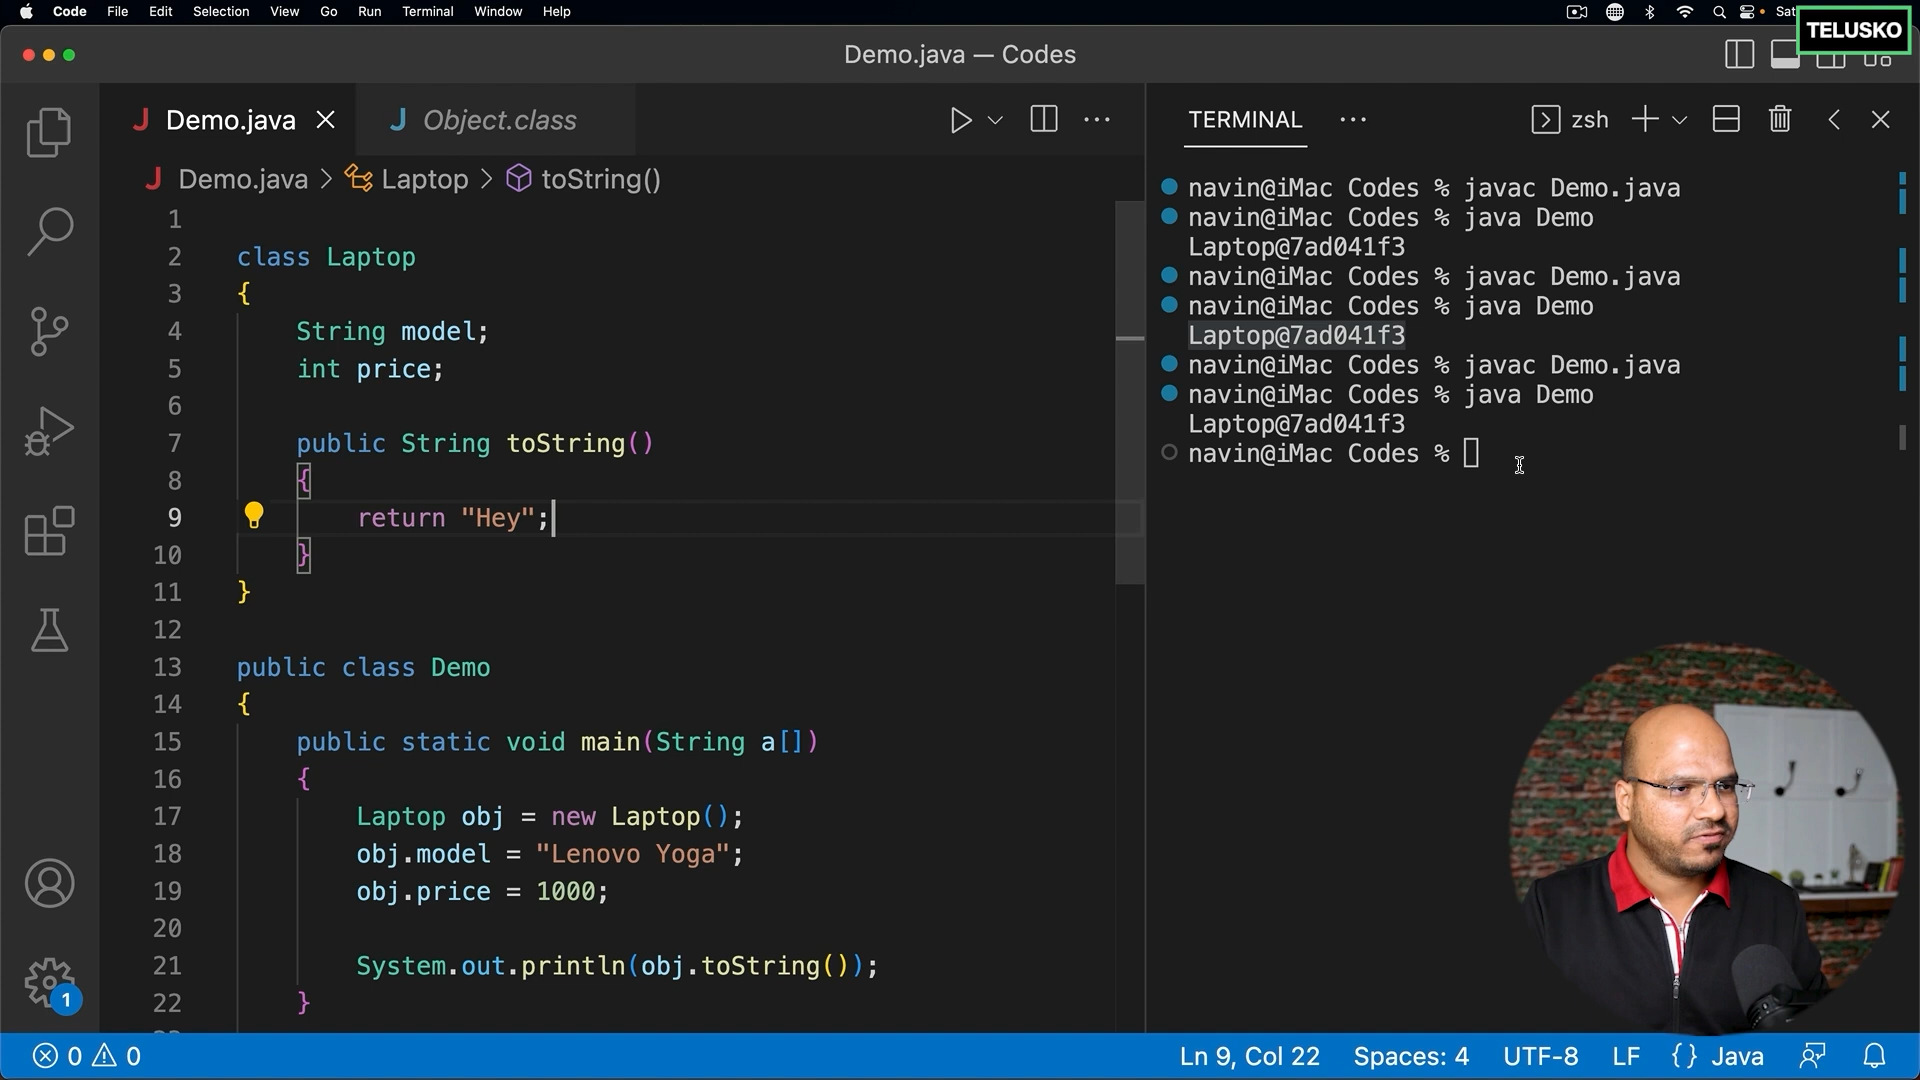 Code File Edit Selection View Go Run Terminal Window Help
Sat
TELUSKO
Demo.java — Codes
Demo.java
Object.class
Demo.java > Laptop > toString()
1
2 class Laptop
3 {
4 String model;
5 int price;
6
7 public String toString()
8 {
9 return "Hey";
10 }
11 }
12
13 public class Demo
14 {
15 public static void main(String a[])
16 {
17 Laptop obj = new Laptop();
18 obj.model = "Lenovo Yoga";
19 obj.price = 1000;
20
21 System.out.println(obj.toString());
22 }
TERMINAL
zsh
navin@iMac Codes % javac Demo.java
navin@iMac Codes % java Demo
Laptop@7ad041f3
navin@iMac Codes % javac Demo.java
navin@iMac Codes % java Demo
Laptop@7ad041f3
navin@iMac Codes % javac Demo.java
navin@iMac Codes % java Demo
Laptop@7ad041f3
navin@iMac Codes %
1
0 0
Ln 9, Col 22 Spaces: 4 UTF-8 LF {} Java